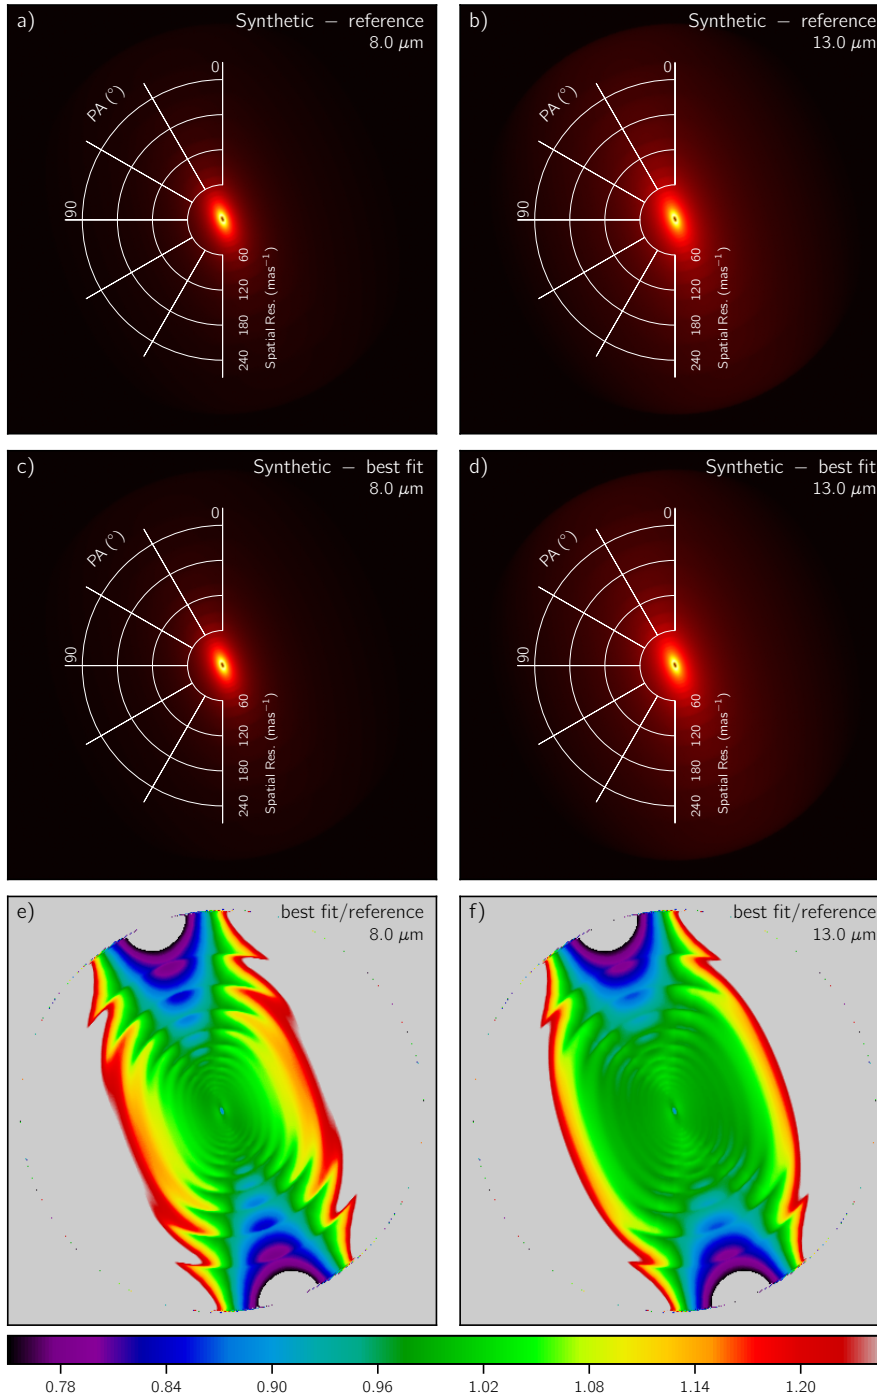 a)
Synthetic − reference
8.0 μm
0
PA (°)
90
60
120
180
240
Spatial Res. (mas⁻¹)
b)
Synthetic − reference
13.0 μm
0
PA (°)
90
60
120
180
240
Spatial Res. (mas⁻¹)
c)
Synthetic − best fit
8.0 μm
0
PA (°)
90
60
120
180
240
Spatial Res. (mas⁻¹)
d)
Synthetic − best fit
13.0 μm
0
PA (°)
90
60
120
180
240
Spatial Res. (mas⁻¹)
e)
best fit/reference
8.0 μm
f)
best fit/reference
13.0 μm
0.78 0.84 0.90 0.96 1.02 1.08 1.14 1.20